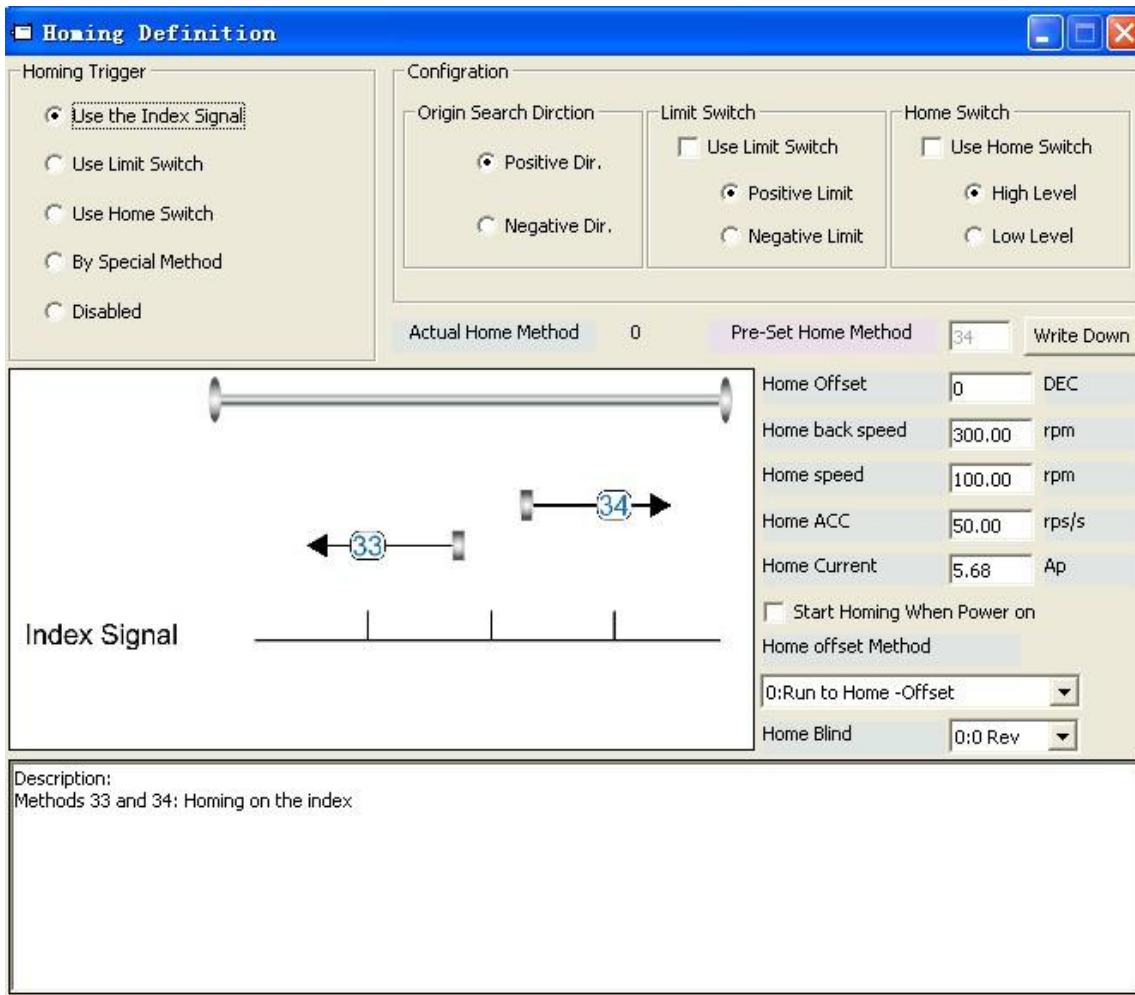 Homing Definition
Homing Trigger
Use the Index Signal
Use Limit Switch
Use Home Switch
By Special Method
Disabled
Configration
Origin Search Dirction
Positive Dir.
Negative Dir.
Limit Switch
Use Limit Switch
Positive Limit
Negative Limit
Home Switch
Use Home Switch
High Level
Low Level
Actual Home Method 0 Pre-Set Home Method 34 Write Down
34
33
Index Signal
Home Offset 0 DEC
Home back speed 300.00 rpm
Home speed 100.00 rpm
Home ACC 50.00 rps/s
Home Current 5.68 Ap
Start Homing When Power on
Home offset Method
0:Run to Home -Offset
Home Blind 0:0 Rev
Description:
Methods 33 and 34: Homing on the index